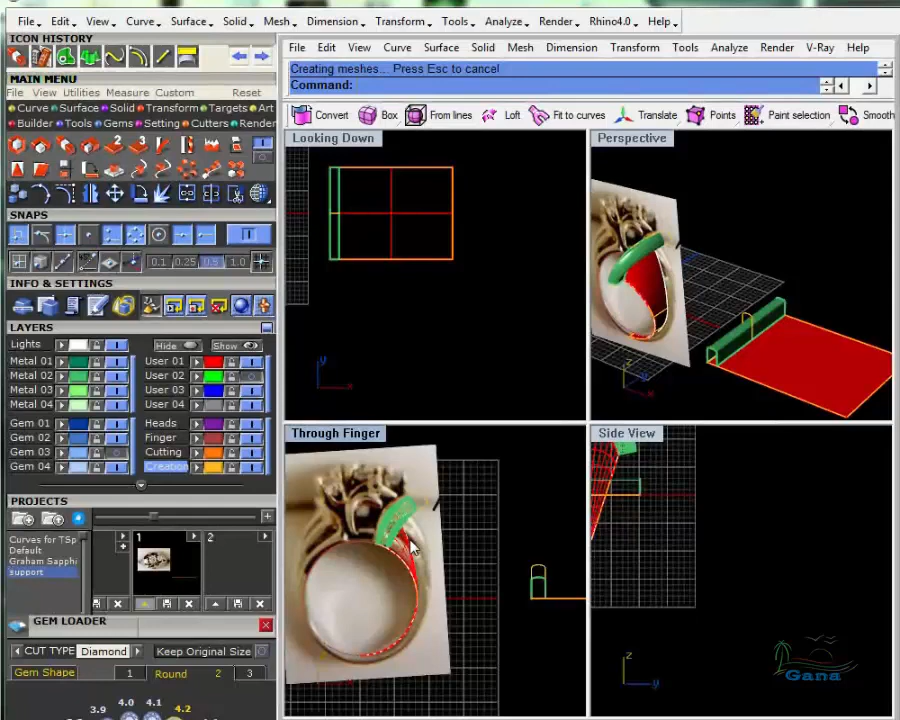 File Edit View Curve Surface Solid Mesh Dimension Transform Tools Analyze Render Rhino4.0 Help
ICON HISTORY
MAIN MENU
File View Utilities Measure Custom
Curve Surface Solid Transform Targets Art
Builder Tools Gems Setting Cutters Render
SNAPS
0.1 0.25 0.5 1.0
INFO & SETTINGS
LAYERS
Lights Hide Show
Metal 01 User 01
Metal 02 User 02
Metal 03 User 03
Metal 04 User 04
Gem 01 Heads
Gem 02 Finger
Gem 03 Cutting
Gem 04 Creation
PROJECTS
Curves for TSp
Default
Graham Sapph
support
1 2
GEM LOADER
CUT TYPE Diamond Keep Original Size
Gem Shape 1 Round 2 3
3.9 4.0 4.1 4.2
File Edit View Curve Surface Solid Mesh Dimension Transform Tools Analyze Render V-Ray Help
Creating meshes... Press Esc to cancel
Command:
Convert Box From lines Loft Fit to curves Translate Points Paint selection Smooth
Looking Down
y
x
Perspective
z
y
x
Through Finger
x
Side View
z
y
Gana